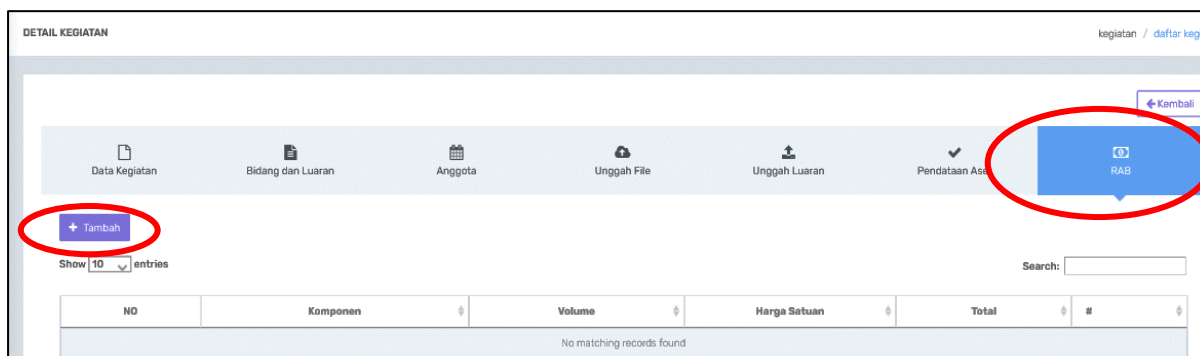 DETAIL KEGIATAN
kegiatan / daftar keg
Kembali
Data Kegiatan
Bidang dan Luaran
Anggota
Unggah File
Unggah Luaran
Pendataan Ase
RAB
+ Tambah
Show 10 entries
Search:
NO Komponen Volume Harga Satuan Total #
No matching records found